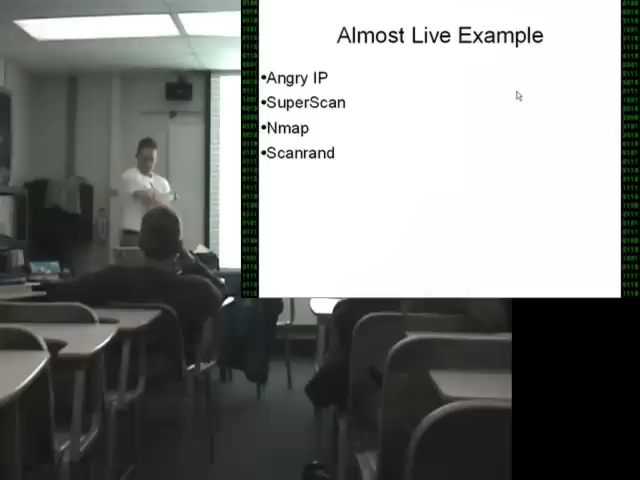 Almost Live Example
•Angry IP
•SuperScan
•Nmap
•Scanrand